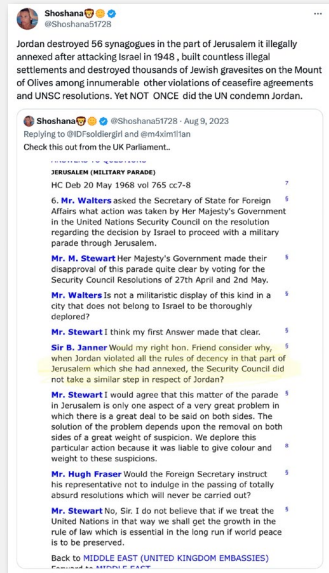 Shoshana
@Shoshana51728
Jordan destroyed 56 synagogues in the part of Jerusalem it illegally
annexed after attacking Israel in 1948 , built countless illegal
settlements and destroyed thousands of Jewish gravesites on the Mount
of Olives among innumerable other violations of ceasefire agreements
and UNSC resolutions. Yet NOT ONCE did the UN condemn Jordan.
Shoshana @Shoshana51728 · Aug 9, 2023
Replying to @IDFsoldiergirl and @m4xim1l1an
Check this out from the UK Parliament..
JERUSALEM (MILITARY PARADE)
HC Deb 20 May 1968 vol 765 cc7-8
6. Mr. Walters asked the Secretary of State for Foreign
Affairs what action was taken by Her Majesty's Government
in the United Nations Security Council on the resolution
regarding the decision by Israel to proceed with a military
parade through Jerusalem.
Mr. M. Stewart Her Majesty's Government made their
disapproval of this parade quite clear by voting for the
Security Council Resolutions of 27th April and 2nd May.
Mr. Walters Is not a militaristic display of this kind in a
city that does not belong to Israel to be thoroughly
deplored?
Mr. Stewart I think my first Answer made that clear.
Sir B. Janner Would my right hon. Friend consider why,
when Jordan violated all the rules of decency in that part of
Jerusalem which she had annexed, the Security Council did
not take a similar step in respect of Jordan?
Mr. Stewart I would agree that this matter of the parade
in Jerusalem is only one aspect of a very great problem in
which there is a great deal to be said on both sides. The
solution of the problem depends upon the removal on both
sides of a great weight of suspicion. We deplore this
particular action because it was liable to give colour and
weight to these suspicions.
Mr. Hugh Fraser Would the Foreign Secretary instruct
his representative not to indulge in the passing of totally
absurd resolutions which will never be carried out?
Mr. Stewart No, Sir. I do not believe that if we treat the
United Nations in that way we shall get the growth in the
rule of law which is essential in the long run if world peace
is to be preserved.
Back to MIDDLE EAST (UNITED KINGDOM EMBASSIES)
Forward to MIDDLE EAST